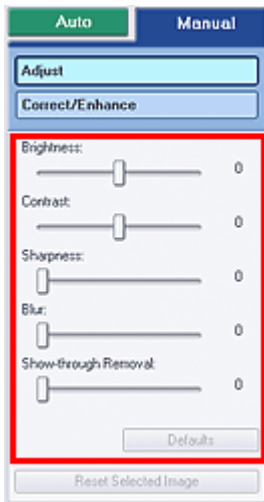 Auto Manual
Adjust
Correct/Enhance
Brightness:
0
Contrast:
0
Sharpness:
0
Blur:
0
Show-through Removal:
0
Defaults
Reset Selected Image